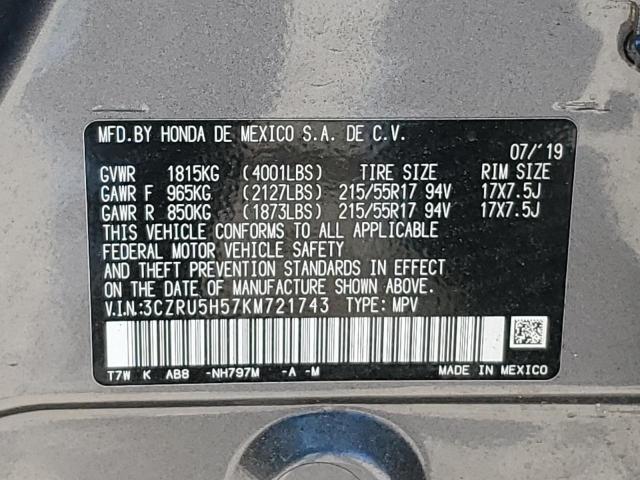 MFD.BY HONDA DE MEXICO S.A. DE C.V.
07/'19
GVWR 1815KG (4001LBS) TIRE SIZE RIM SIZE
GAWR F 965KG (2127LBS) 215/55R17 94V 17X7.5J
GAWR R 850KG (1873LBS) 215/55R17 94V 17X7.5J
THIS VEHICLE CONFORMS TO ALL APPLICABLE
FEDERAL MOTOR VEHICLE SAFETY
AND THEFT PREVENTION STANDARDS IN EFFECT
ON THE DATE OF MANUFACTURE SHOWN ABOVE.
V.I.N.:3CZRU5H57KM721743 TYPE: MPV
T7W K AB8 -NH797M -A -M
MADE IN MEXICO